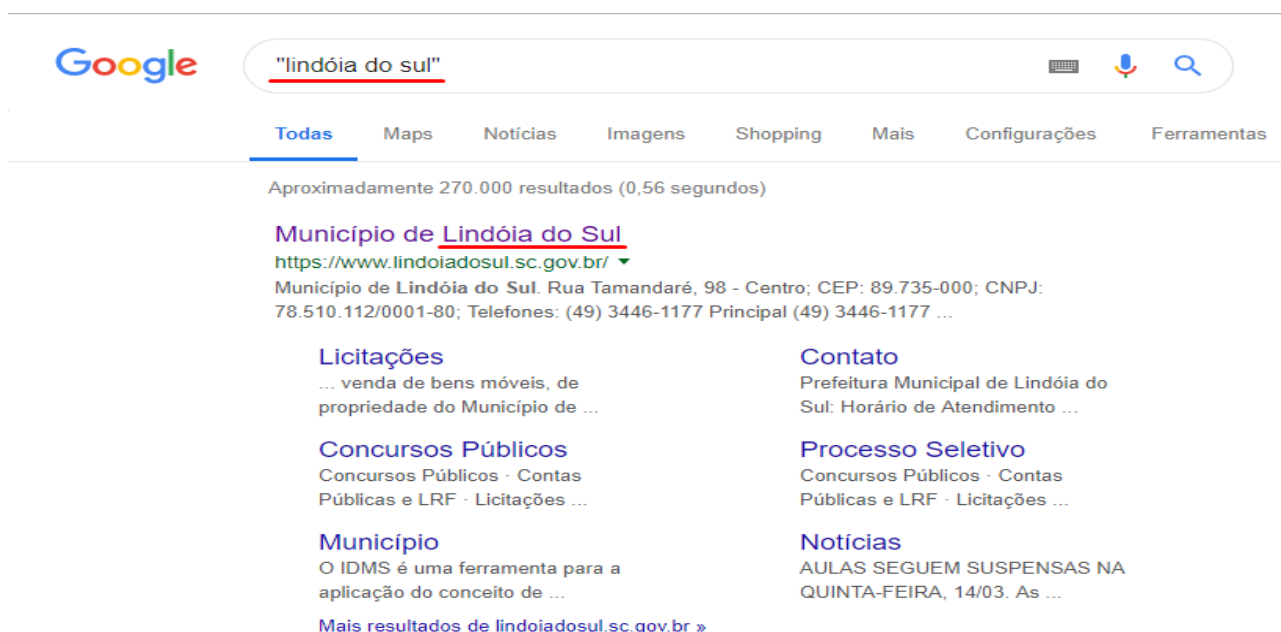 Google "lindóia do sul"
Todas Maps Notícias Imagens Shopping Mais Configurações Ferramentas
Aproximadamente 270.000 resultados (0,56 segundos)
Município de Lindóia do Sul
https://www.lindoiadosul.sc.gov.br/
Município de Lindóia do Sul. Rua Tamandaré, 98 - Centro; CEP: 89.735-000; CNPJ:
78.510.112/0001-80; Telefones: (49) 3446-1177 Principal (49) 3446-1177 ...
Licitações
... venda de bens móveis, de
propriedade do Município de ...
Contato
Prefeitura Municipal de Lindóia do
Sul: Horário de Atendimento ...
Concursos Públicos
Concursos Públicos · Contas
Públicas e LRF · Licitações ...
Processo Seletivo
Concursos Públicos · Contas
Públicas e LRF · Licitações ...
Município
O IDMS é uma ferramenta para a
aplicação do conceito de ...
Notícias
AULAS SEGUEM SUSPENSAS NA
QUINTA-FEIRA, 14/03. As ...
Mais resultados de lindoiadosul.sc.gov.br »